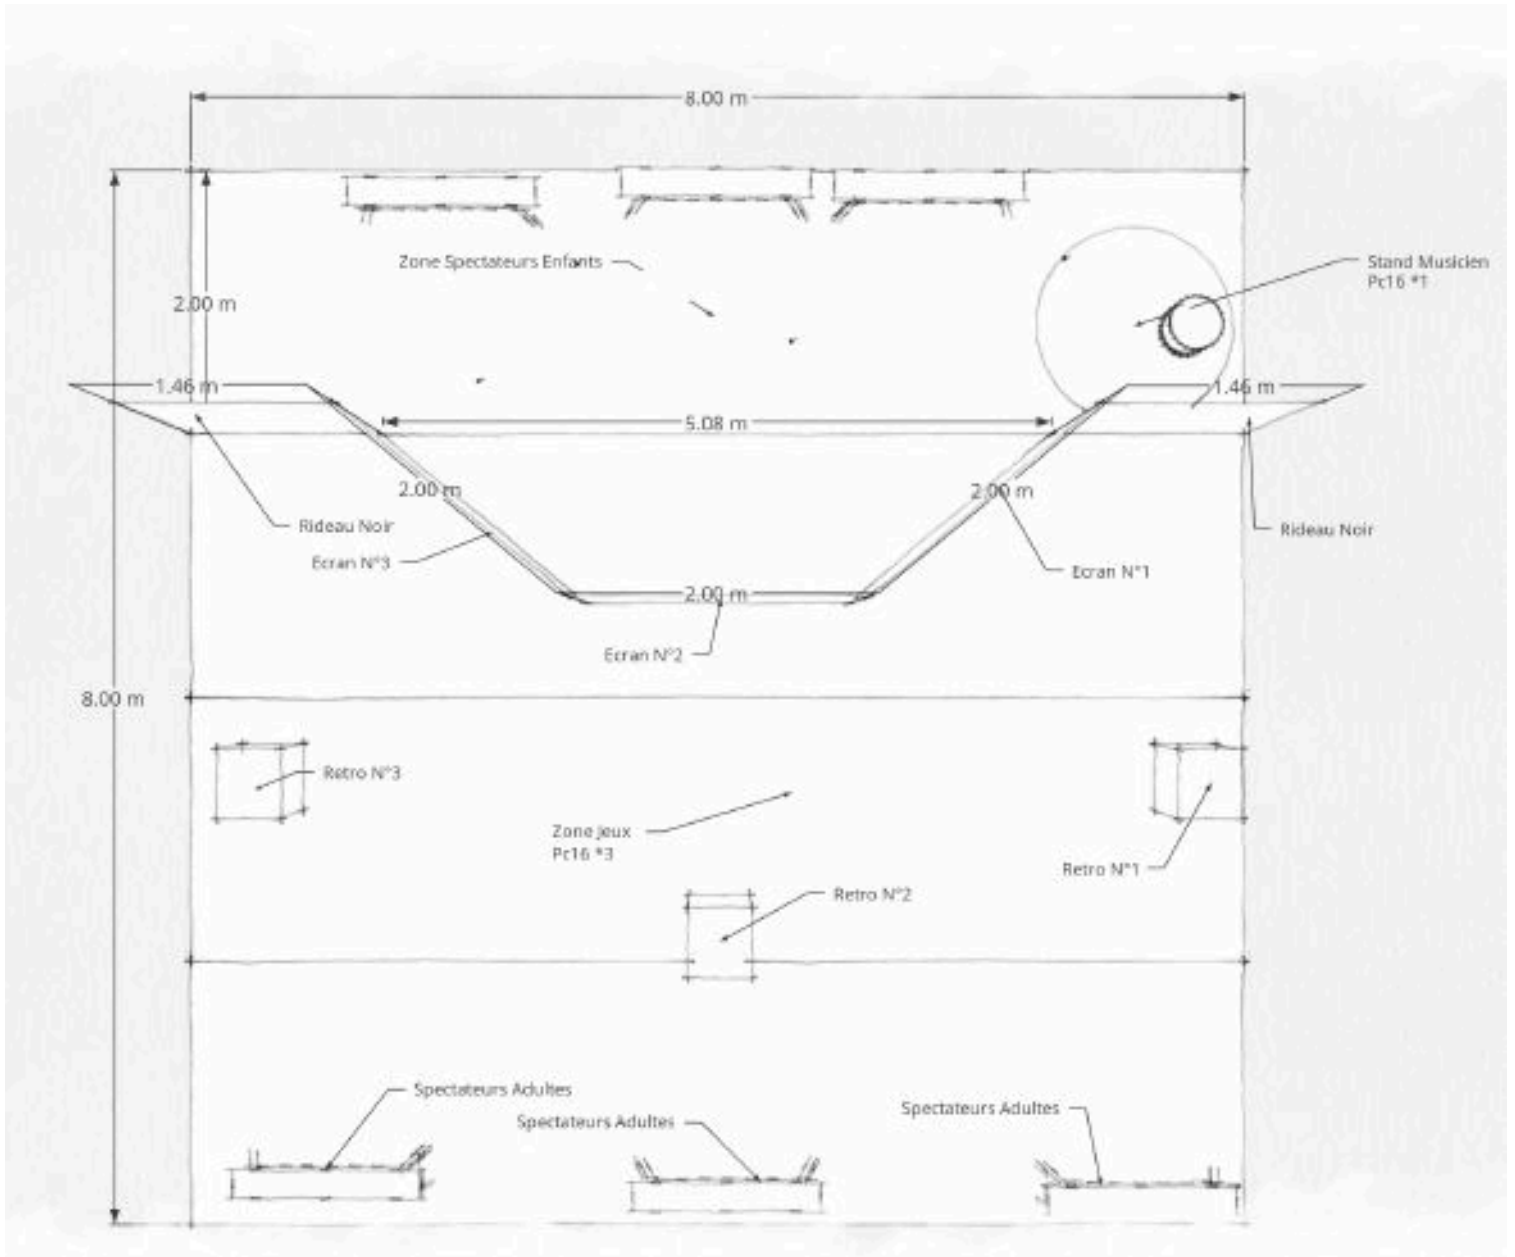 8.00 m
Zone Spectateurs Enfants
Stand Musicien
Pc16 *1
2.00 m
1.46 m
1.46 m
5.08 m
2.00 m
2.00 m
Rideau Noir
Rideau Noir
Ecran N°3
Ecran N°1
2.00 m
Ecran N°2
8.00 m
Retro N°3
Zone Jeux
Pc16 *3
Retro N°1
Retro N°2
Spectateurs Adultes
Spectateurs Adultes
Spectateurs Adultes